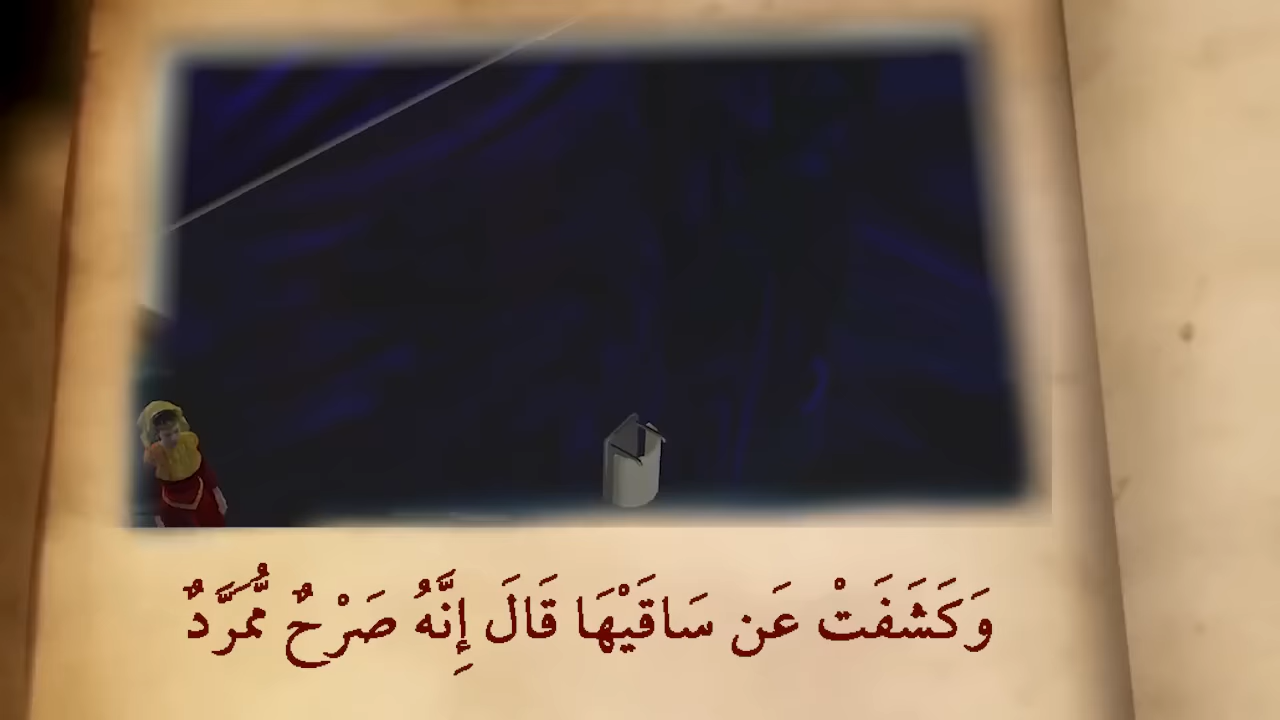 وَكَشَفَتْ عَن سَاقَيْهَا قَالَ إِنَّهُ صَرْحٌ مُّمَرَّدٌ